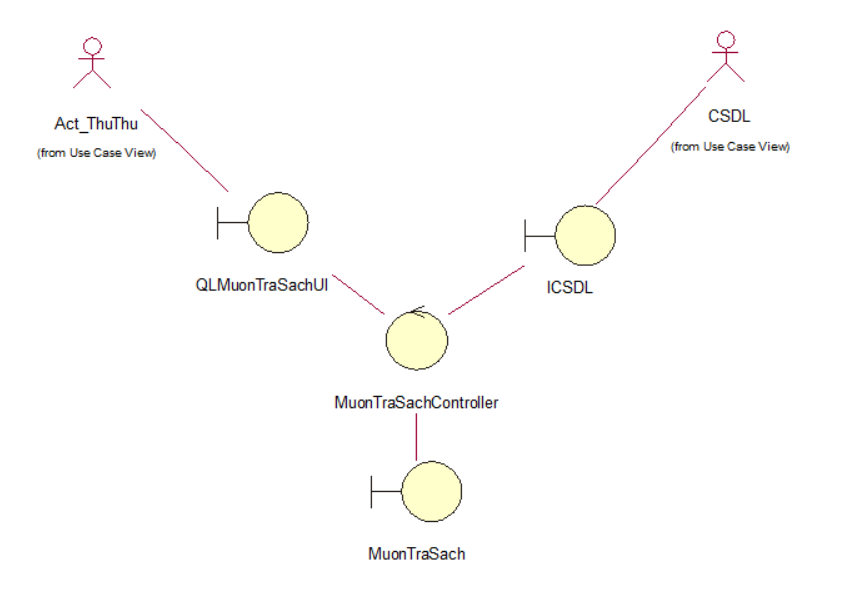 Act_ThuThu
(from Use Case View)
CSDL
(from Use Case View)
QLMuonTraSachUI
ICSDL
MuonTraSachController
MuonTraSach